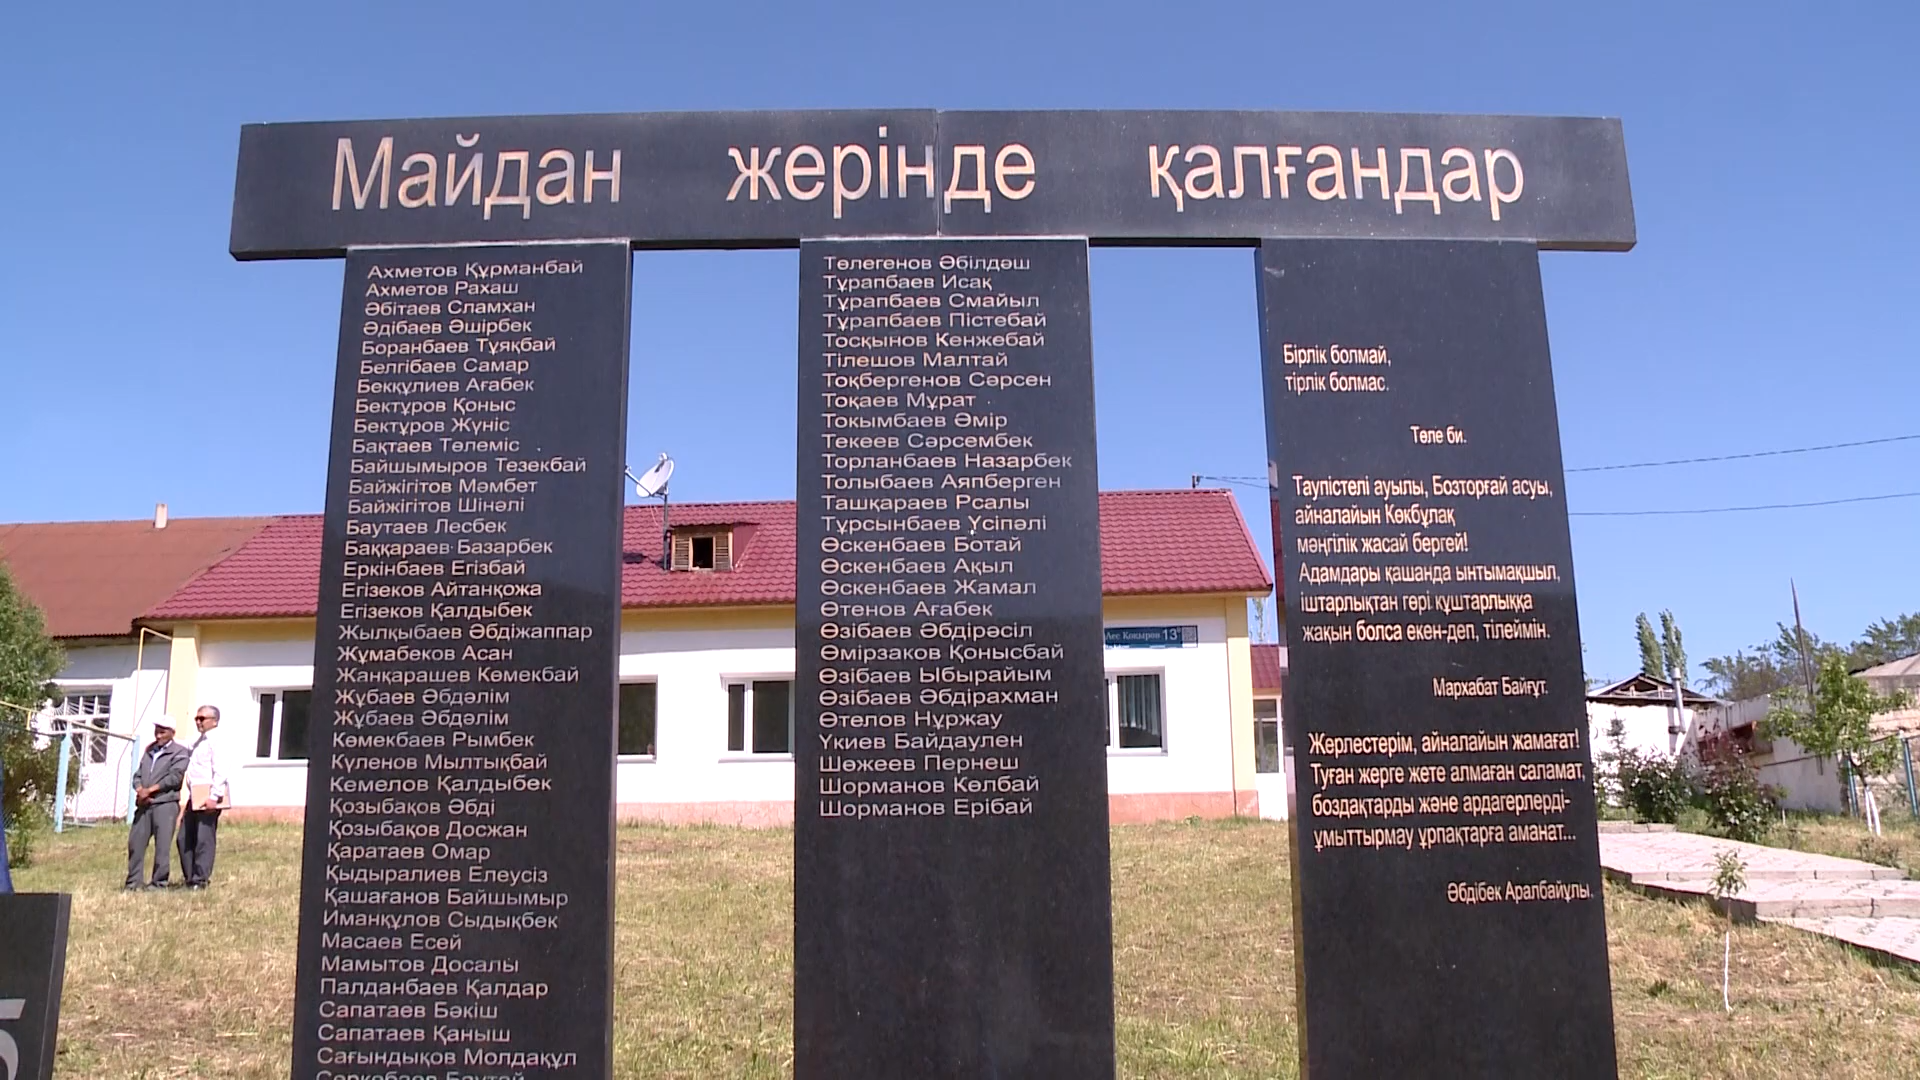 Майдан жерінде қалғандар
Ахметов Құрманбай
Ахметов Рахаш
Әбітаев Сламхан
Әдібаев Әшірбек
Боранбаев Тұяқбай
Белгібаев Самар
Беққұлиев Ағабек
Бектұров Қоныс
Бектұров Жүніс
Бақтаев Төлеміс
Байшымыров Тезекбай
Байжігітов Мәмбет
Байжігітов Шінәлі
Баутаев Лесбек
Баққараев Базарбек
Еркінбаев Егізбай
Егізеков Айтанқожа
Егізеков Қалдыбек
Жылқыбаев Әбдіжаппар
Жұмабеков Асан
Жанқарашев Көмекбай
Жұбаев Әбдәлім
Жұбаев Әбдәлім
Көмекбаев Рымбек
Күленов Мылтықбай
Кемелов Қалдыбек
Қозыбақов Әбді
Қозыбақов Досжан
Қаратаев Омар
Қыдыралиев Елеусіз
Қашағанов Байшымыр
Иманқұлов Сыдықбек
Масаев Есей
Мамытов Досалы
Палданбаев Қалдар
Сапатаев Бәкіш
Сапатаев Қаныш
Сағындықов Молдақұл
Төлегенов Әбілдәш
Тұрапбаев Исақ
Тұрапбаев Смайыл
Тұрапбаев Пістебай
Тосқынов Кенжебай
Тілешов Малтай
Тоқбергенов Сәрсен
Тоқаев Мұрат
Токымбаев Әмір
Текеев Сәрсембек
Торланбаев Назарбек
Толыбаев Аяпберген
Ташқараев Рсалы
Тұрсынбаев Үсіпәлі
Өскенбаев Ботай
Өскенбаев Ақыл
Өскенбаев Жамал
Өтенов Ағабек
Өзібаев Әбдірәсіл
Өмірзаков Қонысбай
Өзібаев Ыбырайым
Өзібаев Әбдірахман
Өтелов Нұржау
Үкиев Байдаулен
Шөжеев Пернеш
Шорманов Көлбай
Шорманов Ерібай
Бірлік болмай,
тірлік болмас.
Төле би.
Таупістөлі ауылы, Бозторғай асуы,
айналайын Көкбұлақ
мәңгілік жасай бергей!
Адамдары қашанда ынтымақшыл,
іштарлықтан гөрі құштарлыққа
жақын болса екен-деп, тілеймін.
Мархабат Байғұт.
Жерлестерім, айналайын жамағат!
Туған жерге жете алмаған саламат,
боздақтарды және ардагерлерді-
ұмыттырмау ұрпақтарға аманат...
Әбдібек Аралбайұлы.
13